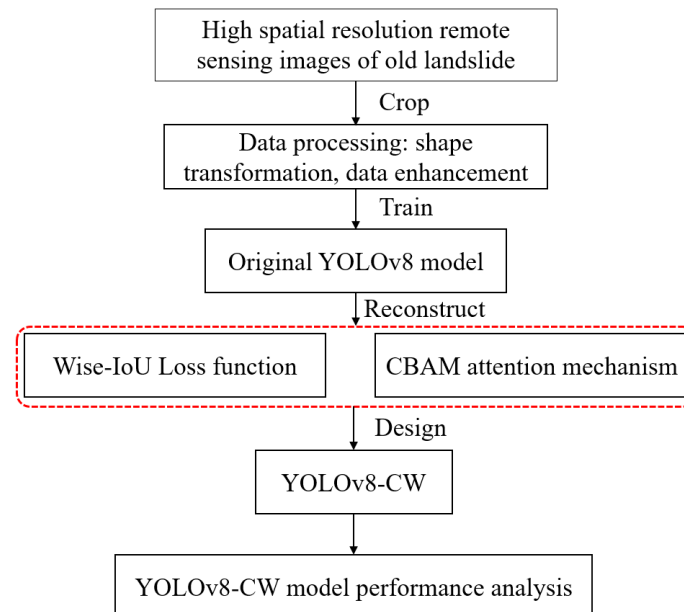 High spatial resolution remote
sensing images of old landslide
Crop
Data processing: shape
transformation, data enhancement
Train
Original YOLOv8 model
Reconstruct
Wise-IoU Loss function
CBAM attention mechanism
Design
YOLOv8-CW
YOLOv8-CW model performance analysis